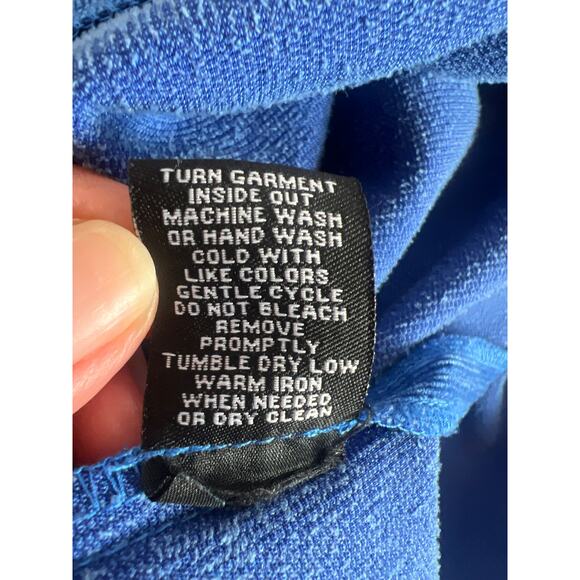 TURN GARMENT
INSIDE OUT
MACHINE WASH
OR HAND WASH
COLD WITH
LIKE COLORS
GENTLE CYCLE
DO NOT BLEACH
REMOVE
PROMPTLY
TUMBLE DRY LOW
WARM IRON
WHEN NEEDED
OR DRY CLEAN